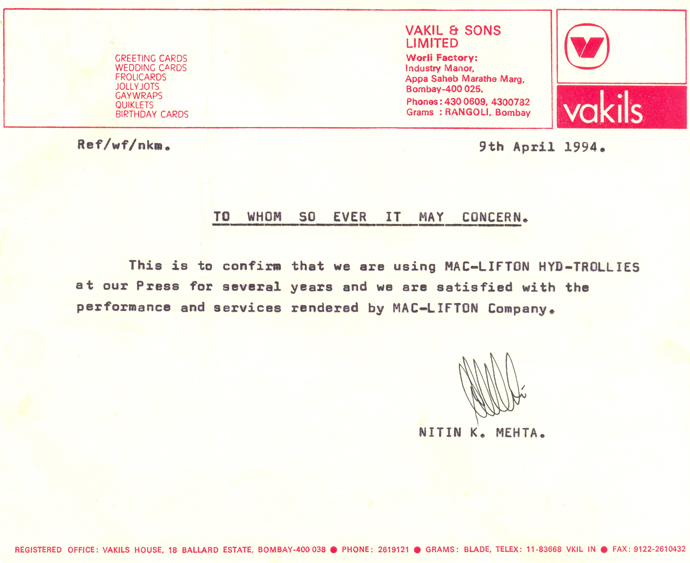 GREETING CARDS
WEDDING CARDS
FROLICARDS
JOLLYJOTS
GAYWRAPS
QUIKLETS
BIRTHDAY CARDS
VAKIL & SONS
LIMITED
Worli Factory:
Industry Manor,
Appa Saheb Marathe Marg,
Bombay-400 025.
Phones: 430 0609, 4300782
Grams : RANGOLI, Bombay
vakils
Ref/wf/nkm.
9th April 1994.
TO WHOM SO EVER IT MAY CONCERN.
This is to confirm that we are using MAC-LIFTON HYD-TROLLIES
at our Press for several years and we are satisfied with the
performance and services rendered by MAC-LIFTON Company.
NITIN K. MEHTA.
REGISTERED OFFICE: VAKILS HOUSE, 18 BALLARD ESTATE, BOMBAY-400 038 ● PHONE: 2619121 ● GRAMS: BLADE, TELEX: 11-83668 VKIL IN ● FAX: 9122-2610432